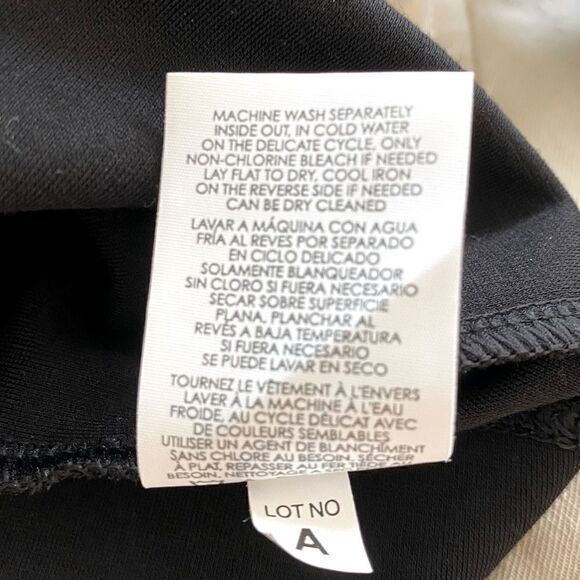 MACHINE WASH SEPARATELY
INSIDE OUT, IN COLD WATER
ON THE DELICATE CYCLE, ONLY
NON-CHLORINE BLEACH IF NEEDED
LAY FLAT TO DRY, COOL IRON
ON THE REVERSE SIDE IF NEEDED
CAN BE DRY CLEANED
LAVAR A MÁQUINA CON AGUA
FRÍA AL REVES POR SEPARADO
EN CICLO DELICADO
SOLAMENTE BLANQUEADOR
SIN CLORO SI FUERA NECESARIO
SECAR SOBRE SUPERFICIE
PLANA. PLANCHAR AL
REVÉS A BAJA TEMPERATURA
SI FUERA NECESARIO
SE PUEDE LAVAR EN SECO
TOURNEZ LE VÊTEMENT À L'ENVERS
LAVER À LA MACHINE À L'EAU
FROIDE, AU CYCLE DÉLICAT AVEC
DE COULEURS SEMBLABLES
UTILISER UN AGENT DE BLANCHIMENT
SANS CHLORE AU BESOIN. SÉCHER
À PLAT, REPASSER AU FER TIÈDE AU
BESOIN. NETTOYAGE A
LOT NO
A